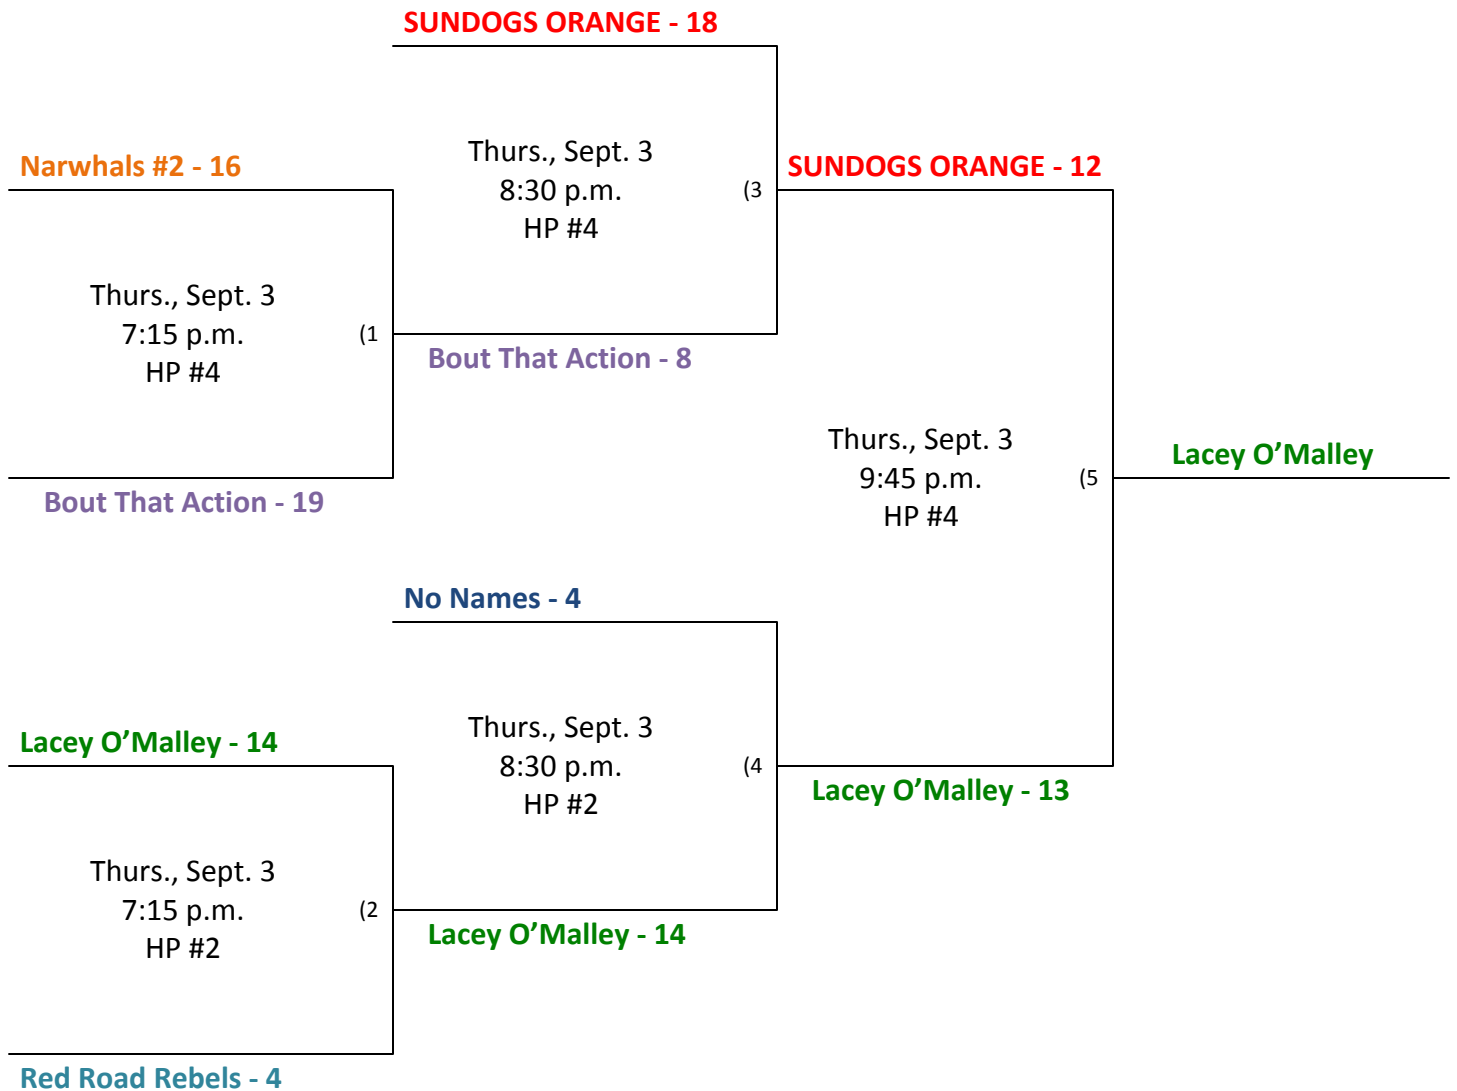 SUNDOGS ORANGE - 18
Narwhals #2 - 16
Thurs., Sept. 3
8:30 p.m.
HP #4
(3
SUNDOGS ORANGE - 12
Thurs., Sept. 3
7:15 p.m.
HP #4
(1
Bout That Action - 8
Bout That Action - 19
Thurs., Sept. 3
9:45 p.m.
HP #4
(5
Lacey O’Malley
No Names - 4
Lacey O’Malley - 14
Thurs., Sept. 3
8:30 p.m.
HP #2
(4
Lacey O’Malley - 13
Thurs., Sept. 3
7:15 p.m.
HP #2
(2
Lacey O’Malley - 14
Red Road Rebels - 4